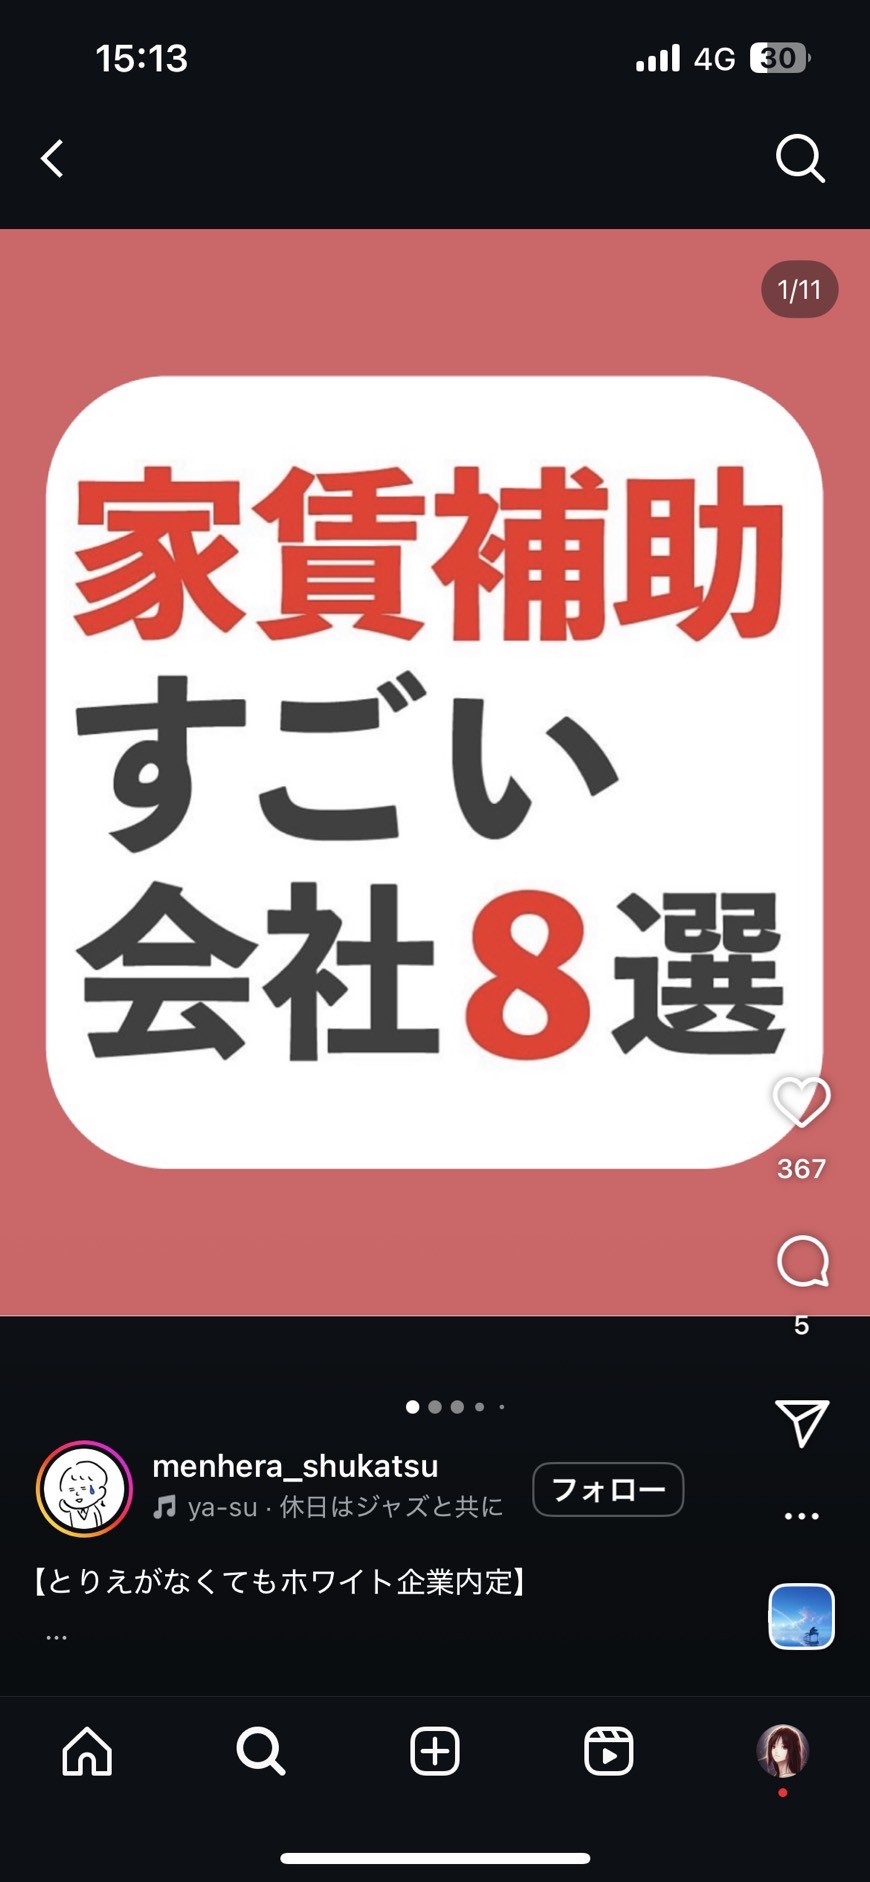 15:13
4G 30
1/11
家賃補助
すごい
会社8選
367
5
menhera_shukatsu
ya-su · 休日はジャズと共に
フォロー
【とりえがなくてもホワイト企業内定】
...